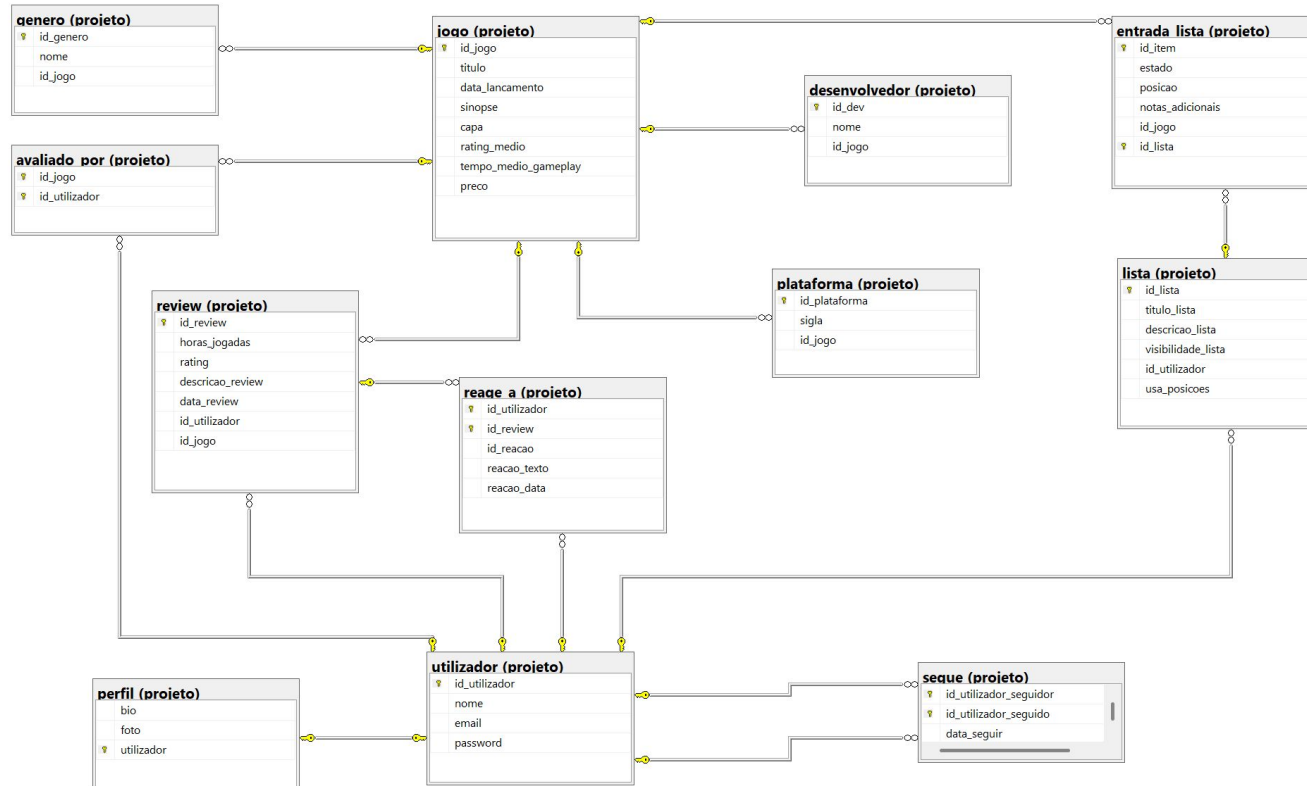 genero (projeto)
id_genero
nome
id_jogo
jogo (projeto)
id_jogo
titulo
data_lancamento
sinopse
capa
rating_medio
tempo_medio_gameplay
preco
entrada_lista (projeto)
id_item
estado
posicao
notas_adicionais
id_jogo
id_lista
desenvolvedor (projeto)
id_dev
nome
id_jogo
avaliado_por (projeto)
id_jogo
id_utilizador
plataforma (projeto)
id_plataforma
sigla
id_jogo
lista (projeto)
id_lista
titulo_lista
descricao_lista
visibilidade_lista
id_utilizador
usa_posicoes
review (projeto)
id_review
horas_jogadas
rating
descricao_review
data_review
id_utilizador
id_jogo
reage_a (projeto)
id_utilizador
id_review
id_reacao
reacao_texto
reacao_data
perfil (projeto)
bio
foto
utilizador
utilizador (projeto)
id_utilizador
nome
email
password
segue (projeto)
id_utilizador_seguidor
id_utilizador_seguido
data_seguir